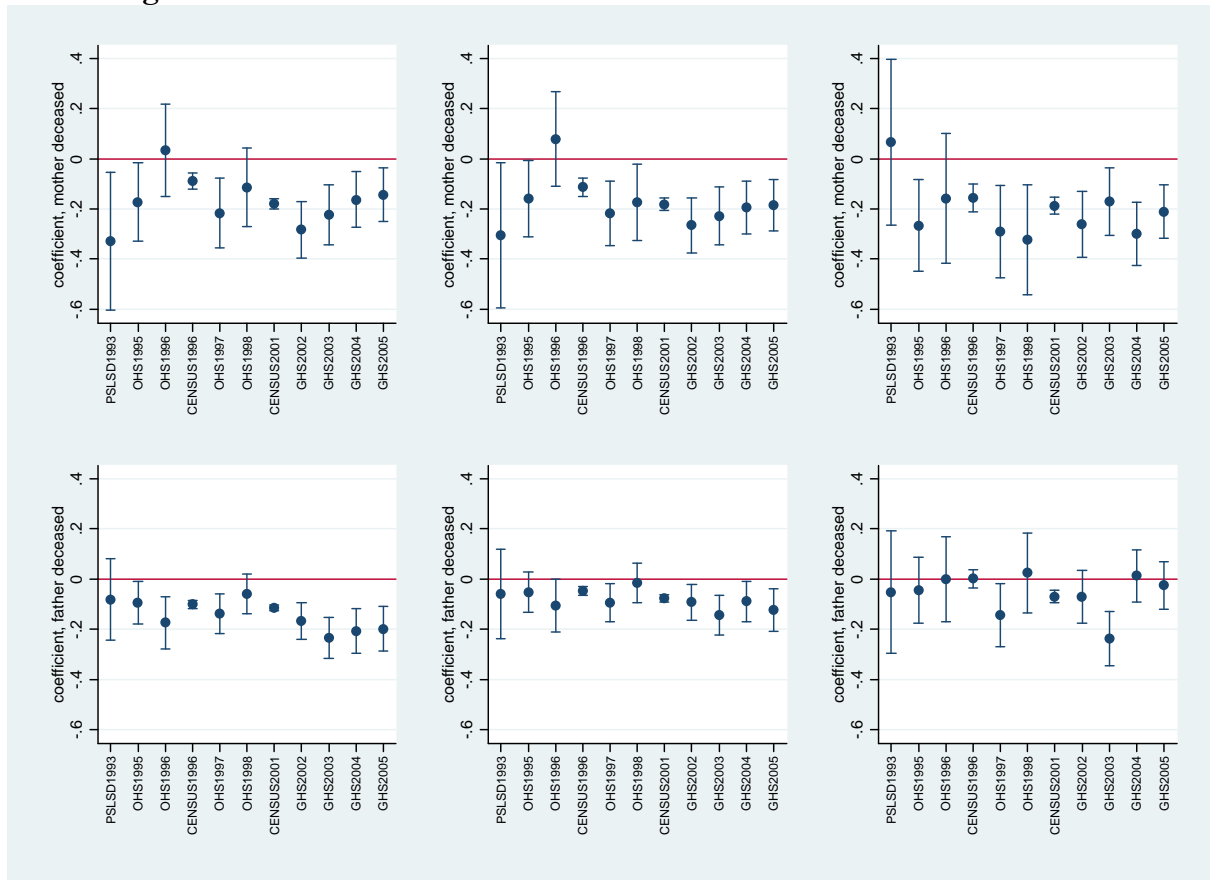 coefficient, mother deceased
.4
.2
0
-.2
-.4
-.6
PSLSD1993
OHS1995
OHS1996
CENSUS1996
OHS1997
OHS1998
CENSUS2001
GHS2002
GHS2003
GHS2004
GHS2005
coefficient, mother deceased
.4
.2
0
-.2
-.4
-.6
PSLSD1993
OHS1995
OHS1996
CENSUS1996
OHS1997
OHS1998
CENSUS2001
GHS2002
GHS2003
GHS2004
GHS2005
coefficient, mother deceased
.4
.2
0
-.2
-.4
-.6
PSLSD1993
OHS1995
OHS1996
CENSUS1996
OHS1997
OHS1998
CENSUS2001
GHS2002
GHS2003
GHS2004
GHS2005
coefficient, father deceased
.4
.2
0
-.2
-.4
-.6
PSLSD1993
OHS1995
OHS1996
CENSUS1996
OHS1997
OHS1998
CENSUS2001
GHS2002
GHS2003
GHS2004
GHS2005
coefficient, father deceased
.4
.2
0
-.2
-.4
-.6
PSLSD1993
OHS1995
OHS1996
CENSUS1996
OHS1997
OHS1998
CENSUS2001
GHS2002
GHS2003
GHS2004
GHS2005
coefficient, father deceased
.4
.2
0
-.2
-.4
-.6
PSLSD1993
OHS1995
OHS1996
CENSUS1996
OHS1997
OHS1998
CENSUS2001
GHS2002
GHS2003
GHS2004
GHS2005